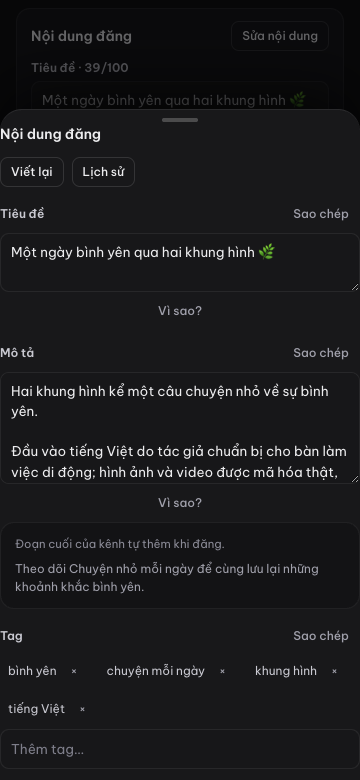 Nội dung đăng
Sửa nội dung
Tiêu đề · 39/100
Một ngày bình yên qua hai khung hình 🌿
Nội dung đăng
Viết lại
Lịch sử
Tiêu đề
Sao chép
Một ngày bình yên qua hai khung hình 🌿
Vì sao?
Mô tả
Sao chép
Hai khung hình kể một câu chuyện nhỏ về sự bình
yên.
Đầu vào tiếng Việt do tác giả chuẩn bị cho bàn làm
việc di động; hình ảnh và video được mã hóa thật,
Vì sao?
Đoạn cuối của kênh tự thêm khi đăng.
Theo dõi Chuyện nhỏ mỗi ngày để cùng lưu lại những
khoảnh khắc bình yên.
Tag
Sao chép
bình yên ×
chuyện mỗi ngày ×
khung hình ×
tiếng Việt ×
Thêm tag...